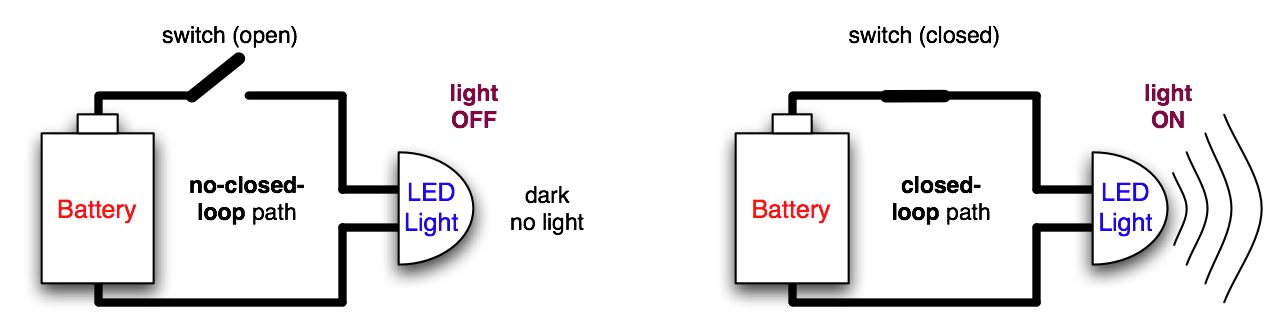 switch (open)
light
OFF
Battery
no-closed-
loop path
LED
Light
dark
no light
switch (closed)
light
ON
Battery
closed-
loop path
LED
Light